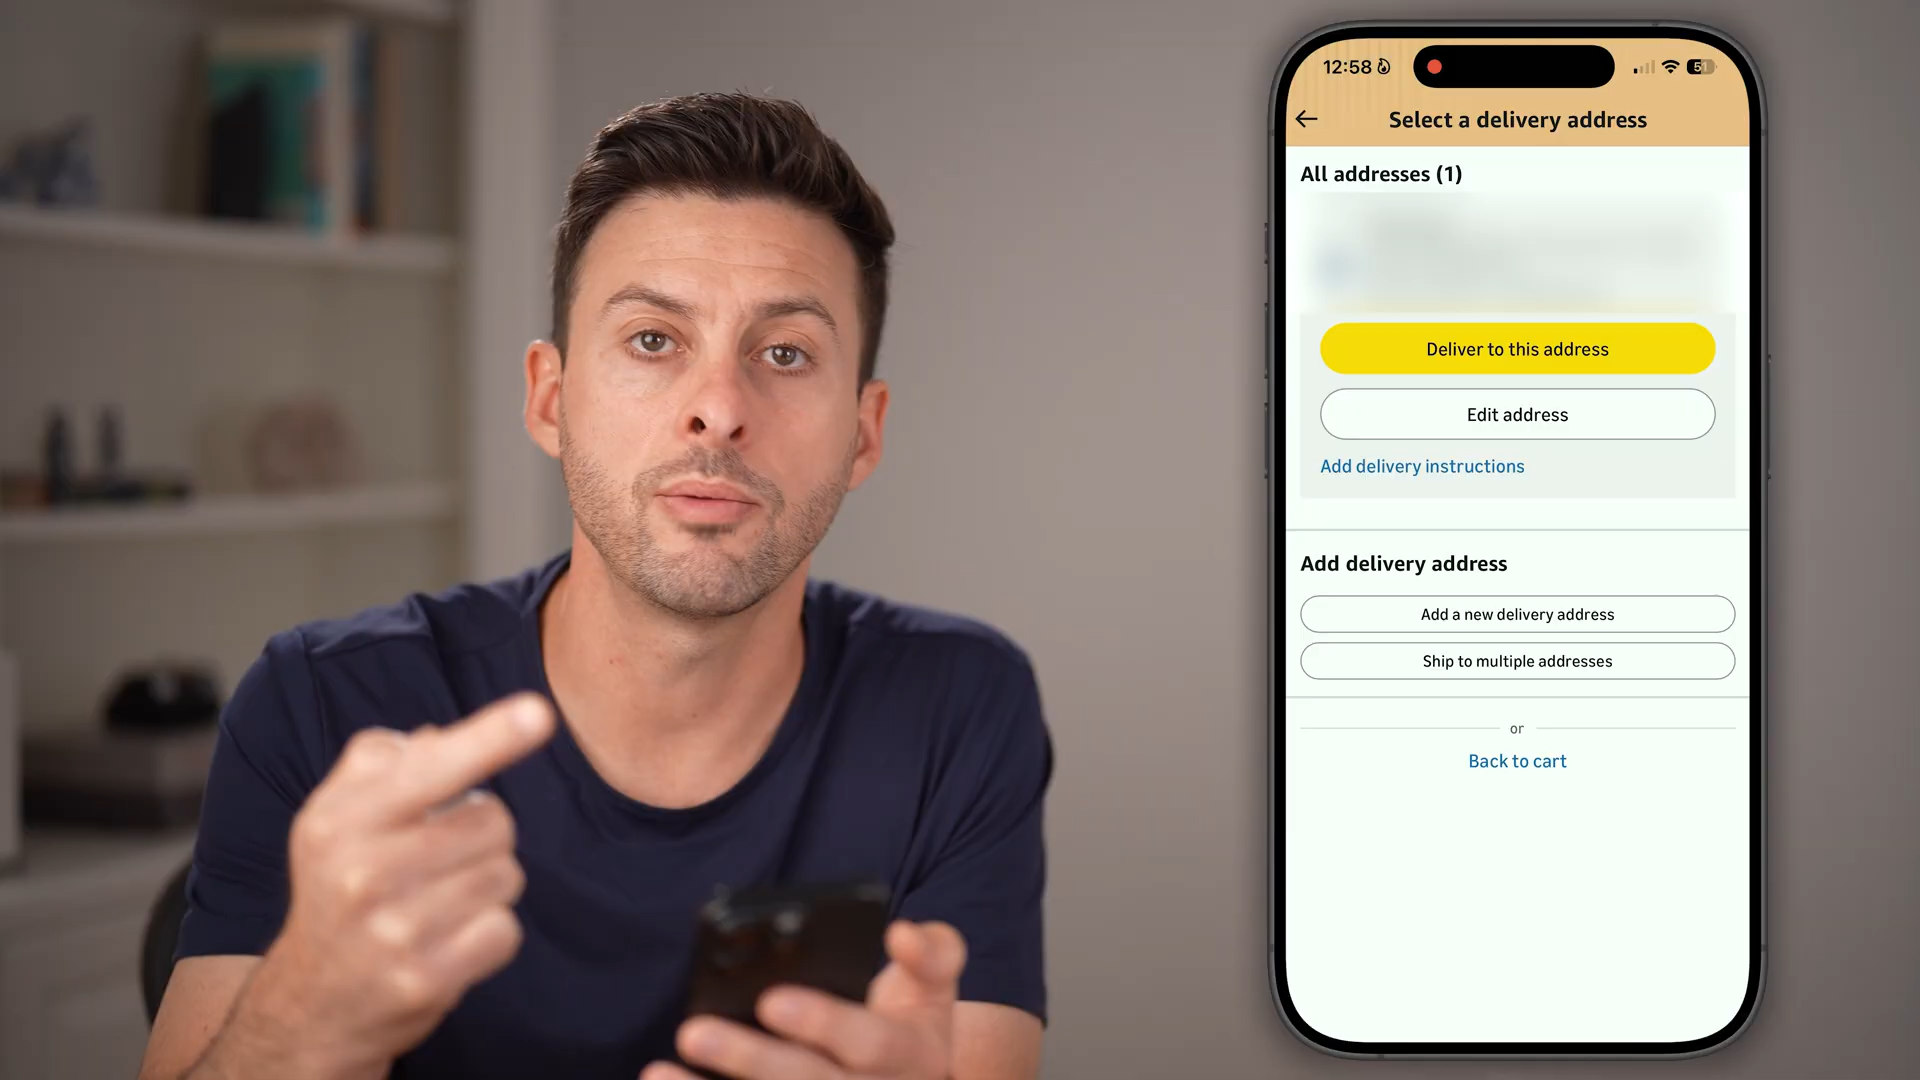 12:58
51
Select a delivery address
All addresses (1)
Deliver to this address
Edit address
Add delivery instructions
Add delivery address
Add a new delivery address
Ship to multiple addresses
or
Back to cart